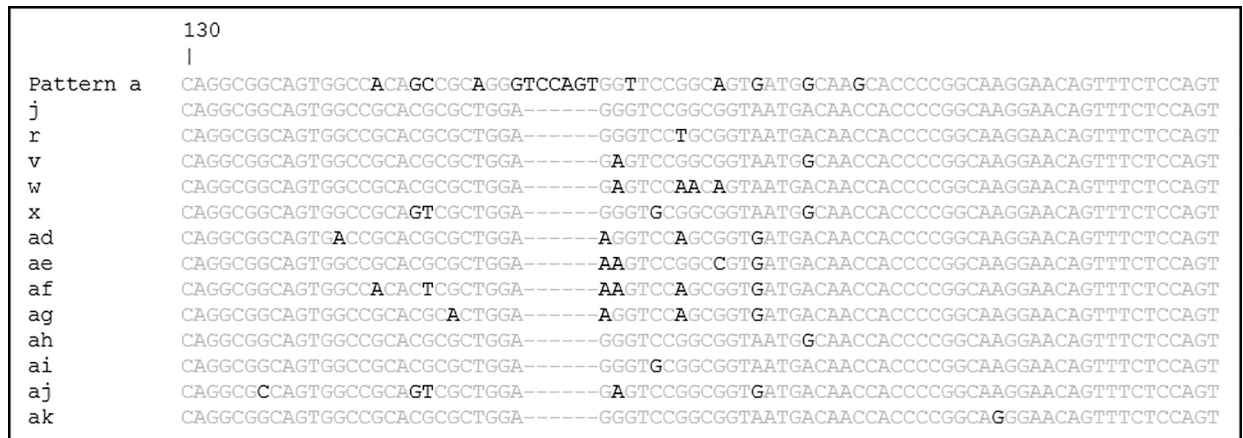 130
|
Pattern a CAGGCGGCAGTGGCCACAGCCGCAGGGTCCAGTGGTTCCGGCAGTGATGGCAAGCACCCCGGCAAGGAACAGTTTCTCCAGT
j CAGGCGGCAGTGGCCGCACGCGCTGGA------GGGTCCGGCGGTAATGACAACCACCCCGGCAAGGAACAGTTTCTCCAGT
r CAGGCGGCAGTGGCCGCACGCGCTGGA------GGGTCCTGCGGTAATGACAACCACCCCGGCAAGGAACAGTTTCTCCAGT
v CAGGCGGCAGTGGCCGCACGCGCTGGA------GAGTCCGGCGGTAATGGCAACCACCCCGGCAAGGAACAGTTTCTCCAGT
w CAGGCGGCAGTGGCCGCACGCGCTGGA------GAGTCCAACAGTAATGACAACCACCCCGGCAAGGAACAGTTTCTCCAGT
x CAGGCGGCAGTGGCCGCAGTCGCTGGA------GGGTGCGGCGGTAATGGCAACCACCCCGGCAAGGAACAGTTTCTCCAGT
ad CAGGCGGCAGTGACCGCACGCGCTGGA------AGGTCCAGCGGTGATGACAACCACCCCGGCAAGGAACAGTTTCTCCAGT
ae CAGGCGGCAGTGGCCGCACGCGCTGGA------AAGTCCGGCCGTGATGACAACCACCCCGGCAAGGAACAGTTTCTCCAGT
af CAGGCGGCAGTGGCCACACTCGCTGGA------AAGTCCAGCGGTGATGACAACCACCCCGGCAAGGAACAGTTTCTCCAGT
ag CAGGCGGCAGTGGCCGCACGCACTGGA------AGGTCCAGCGGTGATGACAACCACCCCGGCAAGGAACAGTTTCTCCAGT
ah CAGGCGGCAGTGGCCGCACGCGCTGGA------GGGTCCGGCGGTAATGGCAACCACCCCGGCAAGGAACAGTTTCTCCAGT
ai CAGGCGGCAGTGGCCGCACGCGCTGGA------GGGTGCGGCGGTAATGACAACCACCCCGGCAAGGAACAGTTTCTCCAGT
aj CAGGCGCCAGTGGCCGCAGTCGCTGGA------GAGTCCGGCGGTGATGACAACCACCCCGGCAAGGAACAGTTTCTCCAGT
ak CAGGCGGCAGTGGCCGCACGCGCTGGA------GGGTCCGGCGGTAATGACAACCACCCCGGCAGGGAACAGTTTCTCCAGT